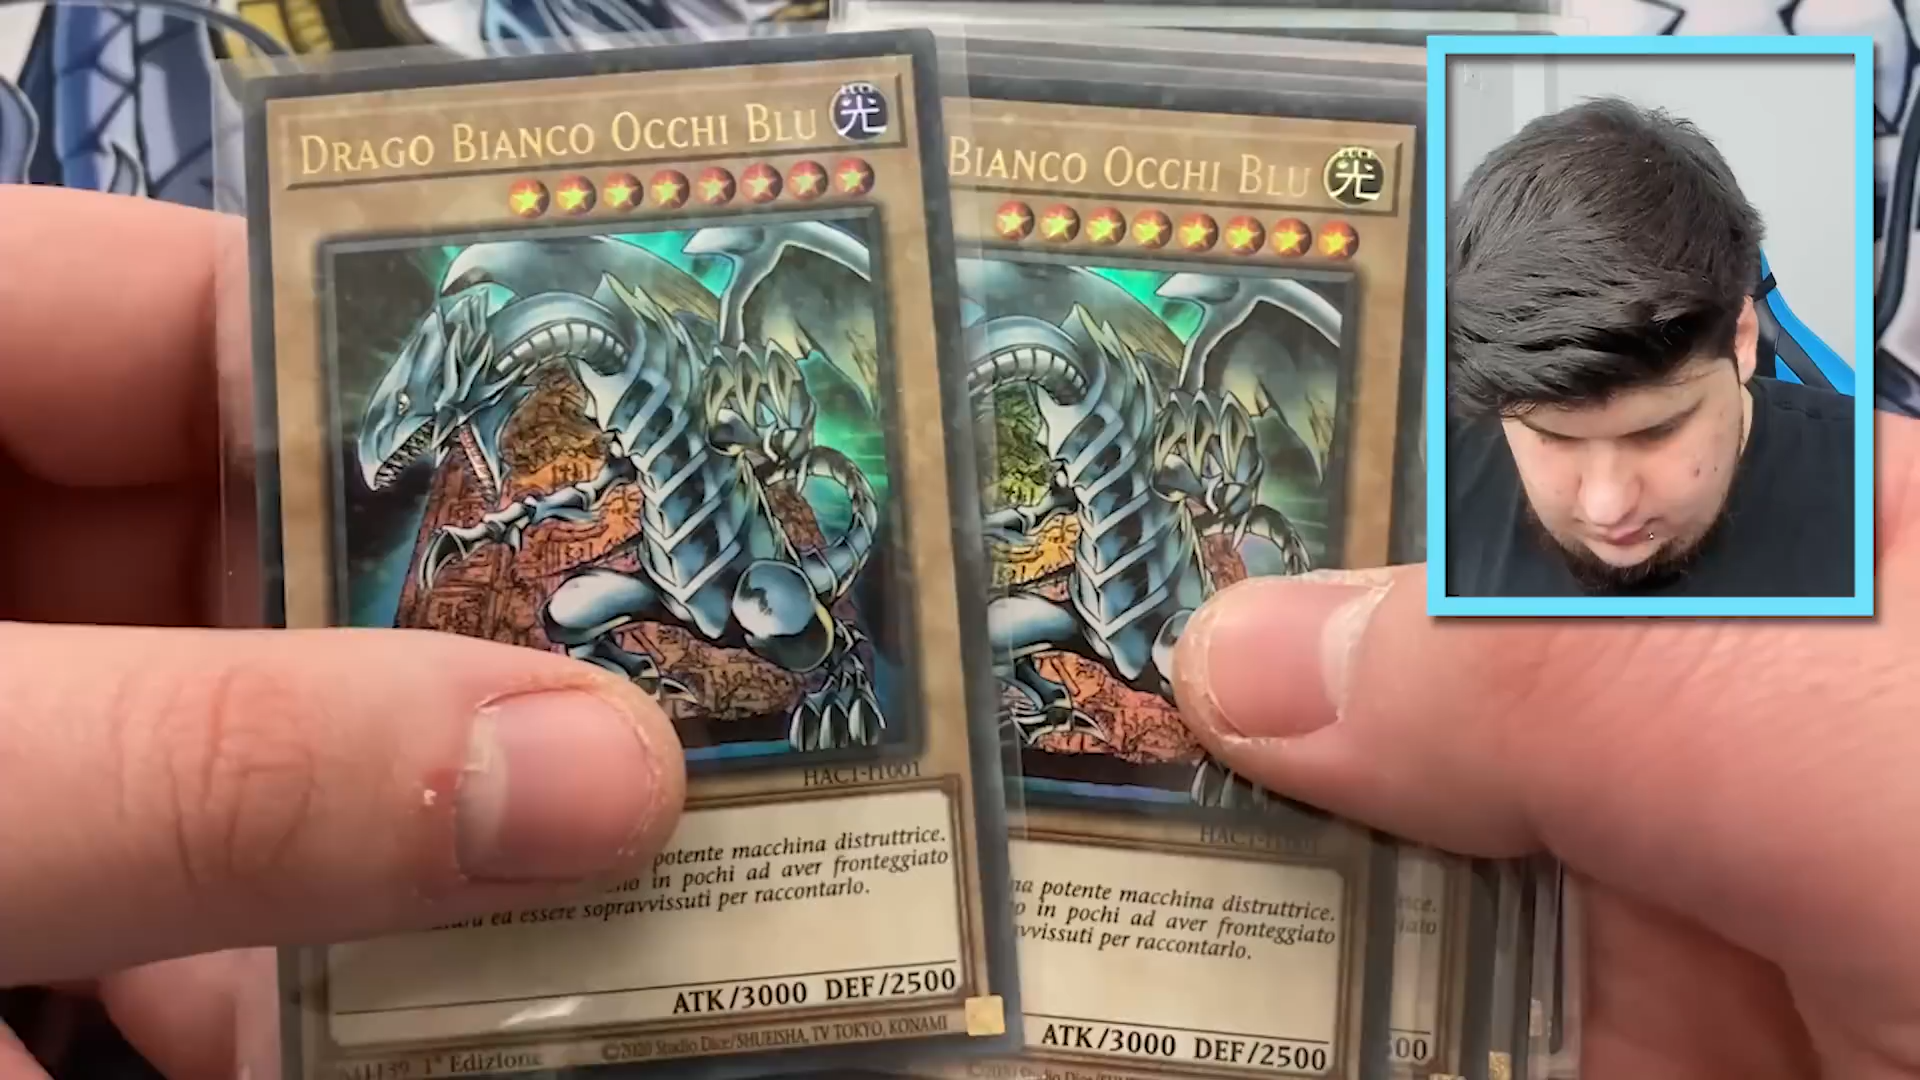 DRAGO BIANCO OCCHI BLU
光
HAC1-IT001
potente macchina distruttrice.
in pochi ad aver fronteggiato
ed essere sopravvissuti per raccontarlo.
ATK/3000 DEF/2500
1ª Edizione
©2020 Studio Dice/SHUEISHA, TV TOKYO, KONAMI
BIANCO OCCHI BLU
光
HAC1-IT001
potente macchina distruttrice.
in pochi ad aver fronteggiato
per raccontarlo.
ATK/3000 DEF/2500